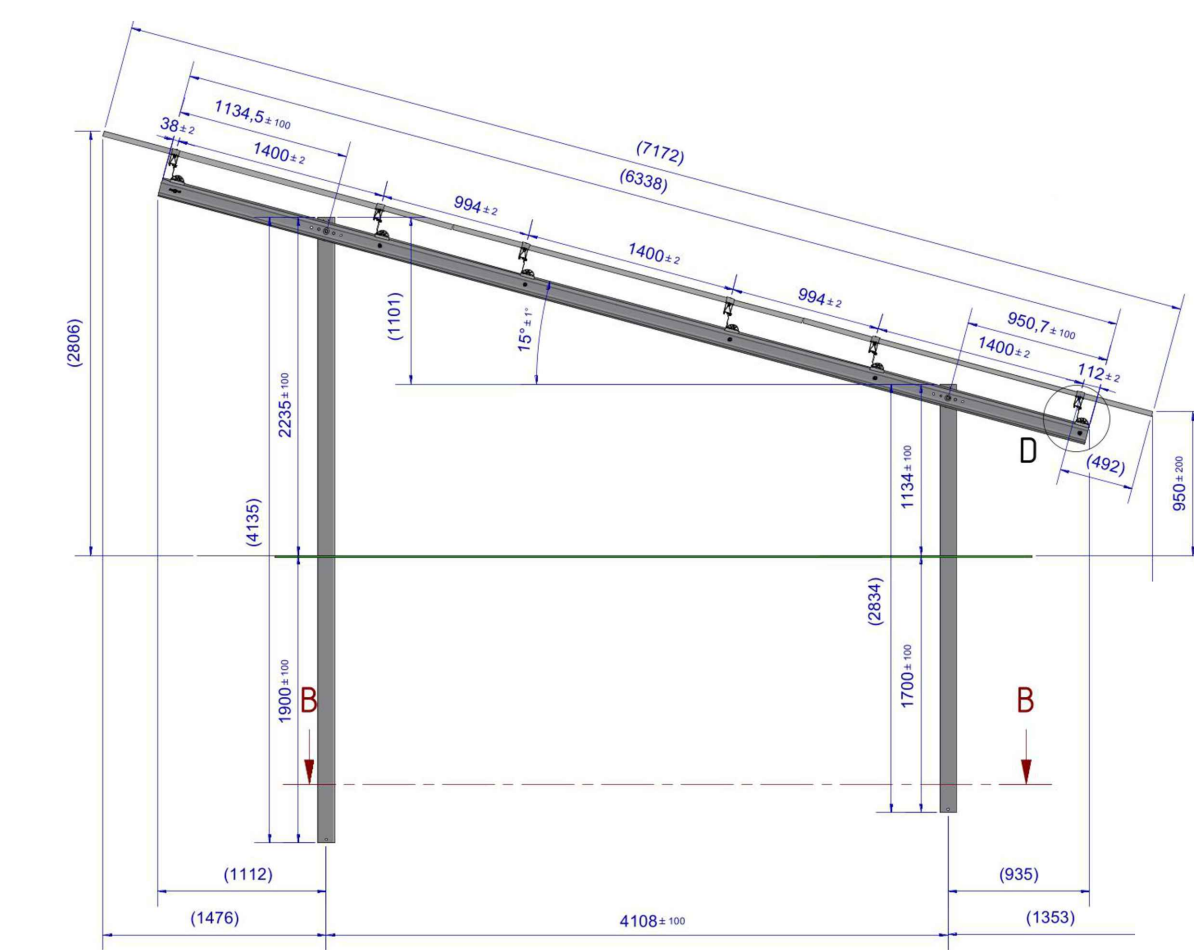 1134,5 ± 100
38 ± 2
1400 ± 2
(7172)
(6338)
994 ± 2
1400 ± 2
994 ± 2
950,7 ± 100
1400 ± 2
112 ± 2
(2806)
(1101)
15° ± 1°
2235 ± 100
D
(492)
1134 ± 100
950 ± 200
(4135)
(2834)
1900 ± 100
B
1700 ± 100
B
(1112)
(935)
(1476)
4108 ± 100
(1353)